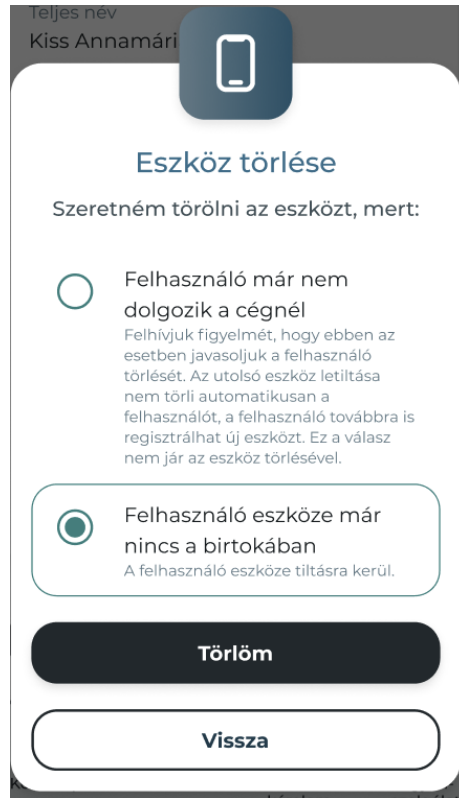 Teljes név
Kiss Annamári
Eszköz törlése
Szeretném törölni az eszközt, mert:
Felhasználó már nem
dolgozik a cégnél
Felhívjuk figyelmét, hogy ebben az
esetben javasoljuk a felhasználó
törlését. Az utolsó eszköz letiltása
nem törli automatikusan a
felhasználót, a felhasználó továbbra is
regisztrálhat új eszközt. Ez a válasz
nem jár az eszköz törlésével.
Felhasználó eszköze már
nincs a birtokában
A felhasználó eszköze tiltásra kerül.
Törlöm
Vissza